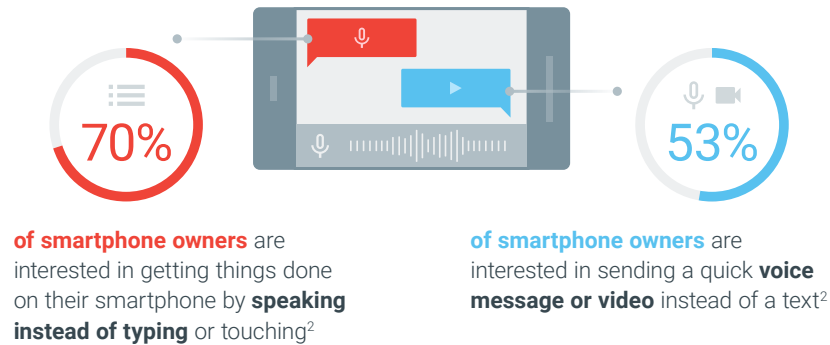 70%
of smartphone owners are
interested in getting things done
on their smartphone by speaking
instead of typing or touching²
53%
of smartphone owners are
interested in sending a quick voice
message or video instead of a text²